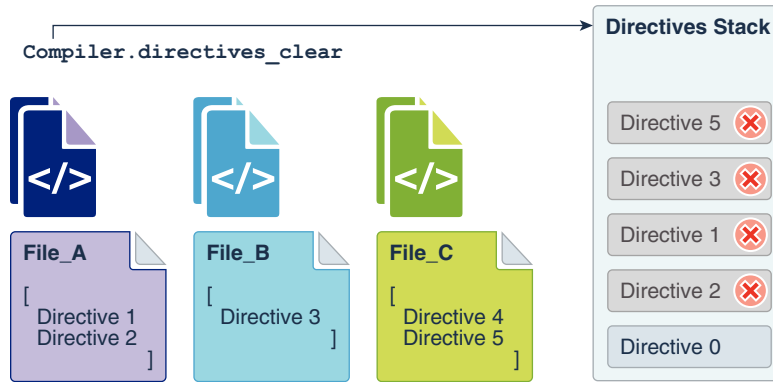 Compiler.directives_clear
Directives Stack
</>
</>
</>
File_A
[
Directive 1
Directive 2
]
File_B
[
Directive 3
]
File_C
[
Directive 4
Directive 5
]
Directive 5
Directive 3
Directive 1
Directive 2
Directive 0